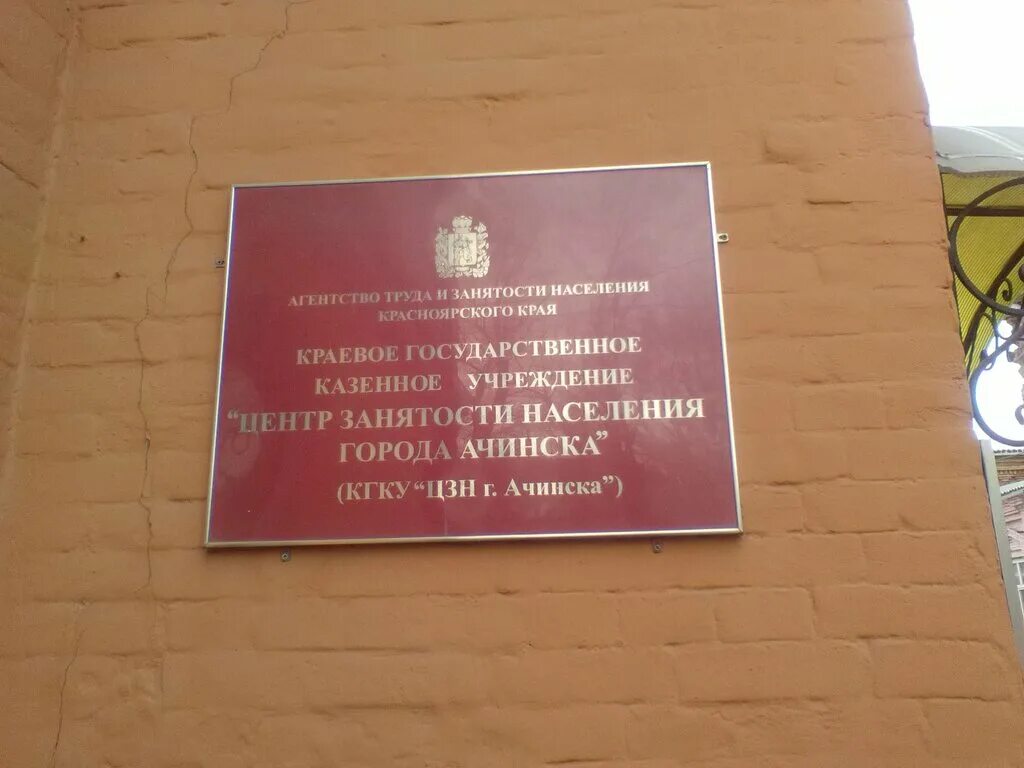 АГЕНТСТВО ТРУДА И ЗАНЯТОСТИ НАСЕЛЕНИЯ
КРАСНОЯРСКОГО КРАЯ
КРАЕВОЕ ГОСУДАРСТВЕННОЕ
КАЗЕННОЕ УЧРЕЖДЕНИЕ
“ЦЕНТР ЗАНЯТОСТИ НАСЕЛЕНИЯ
ГОРОДА АЧИНСКА”
(КГКУ “ЦЗН г. Ачинска”)